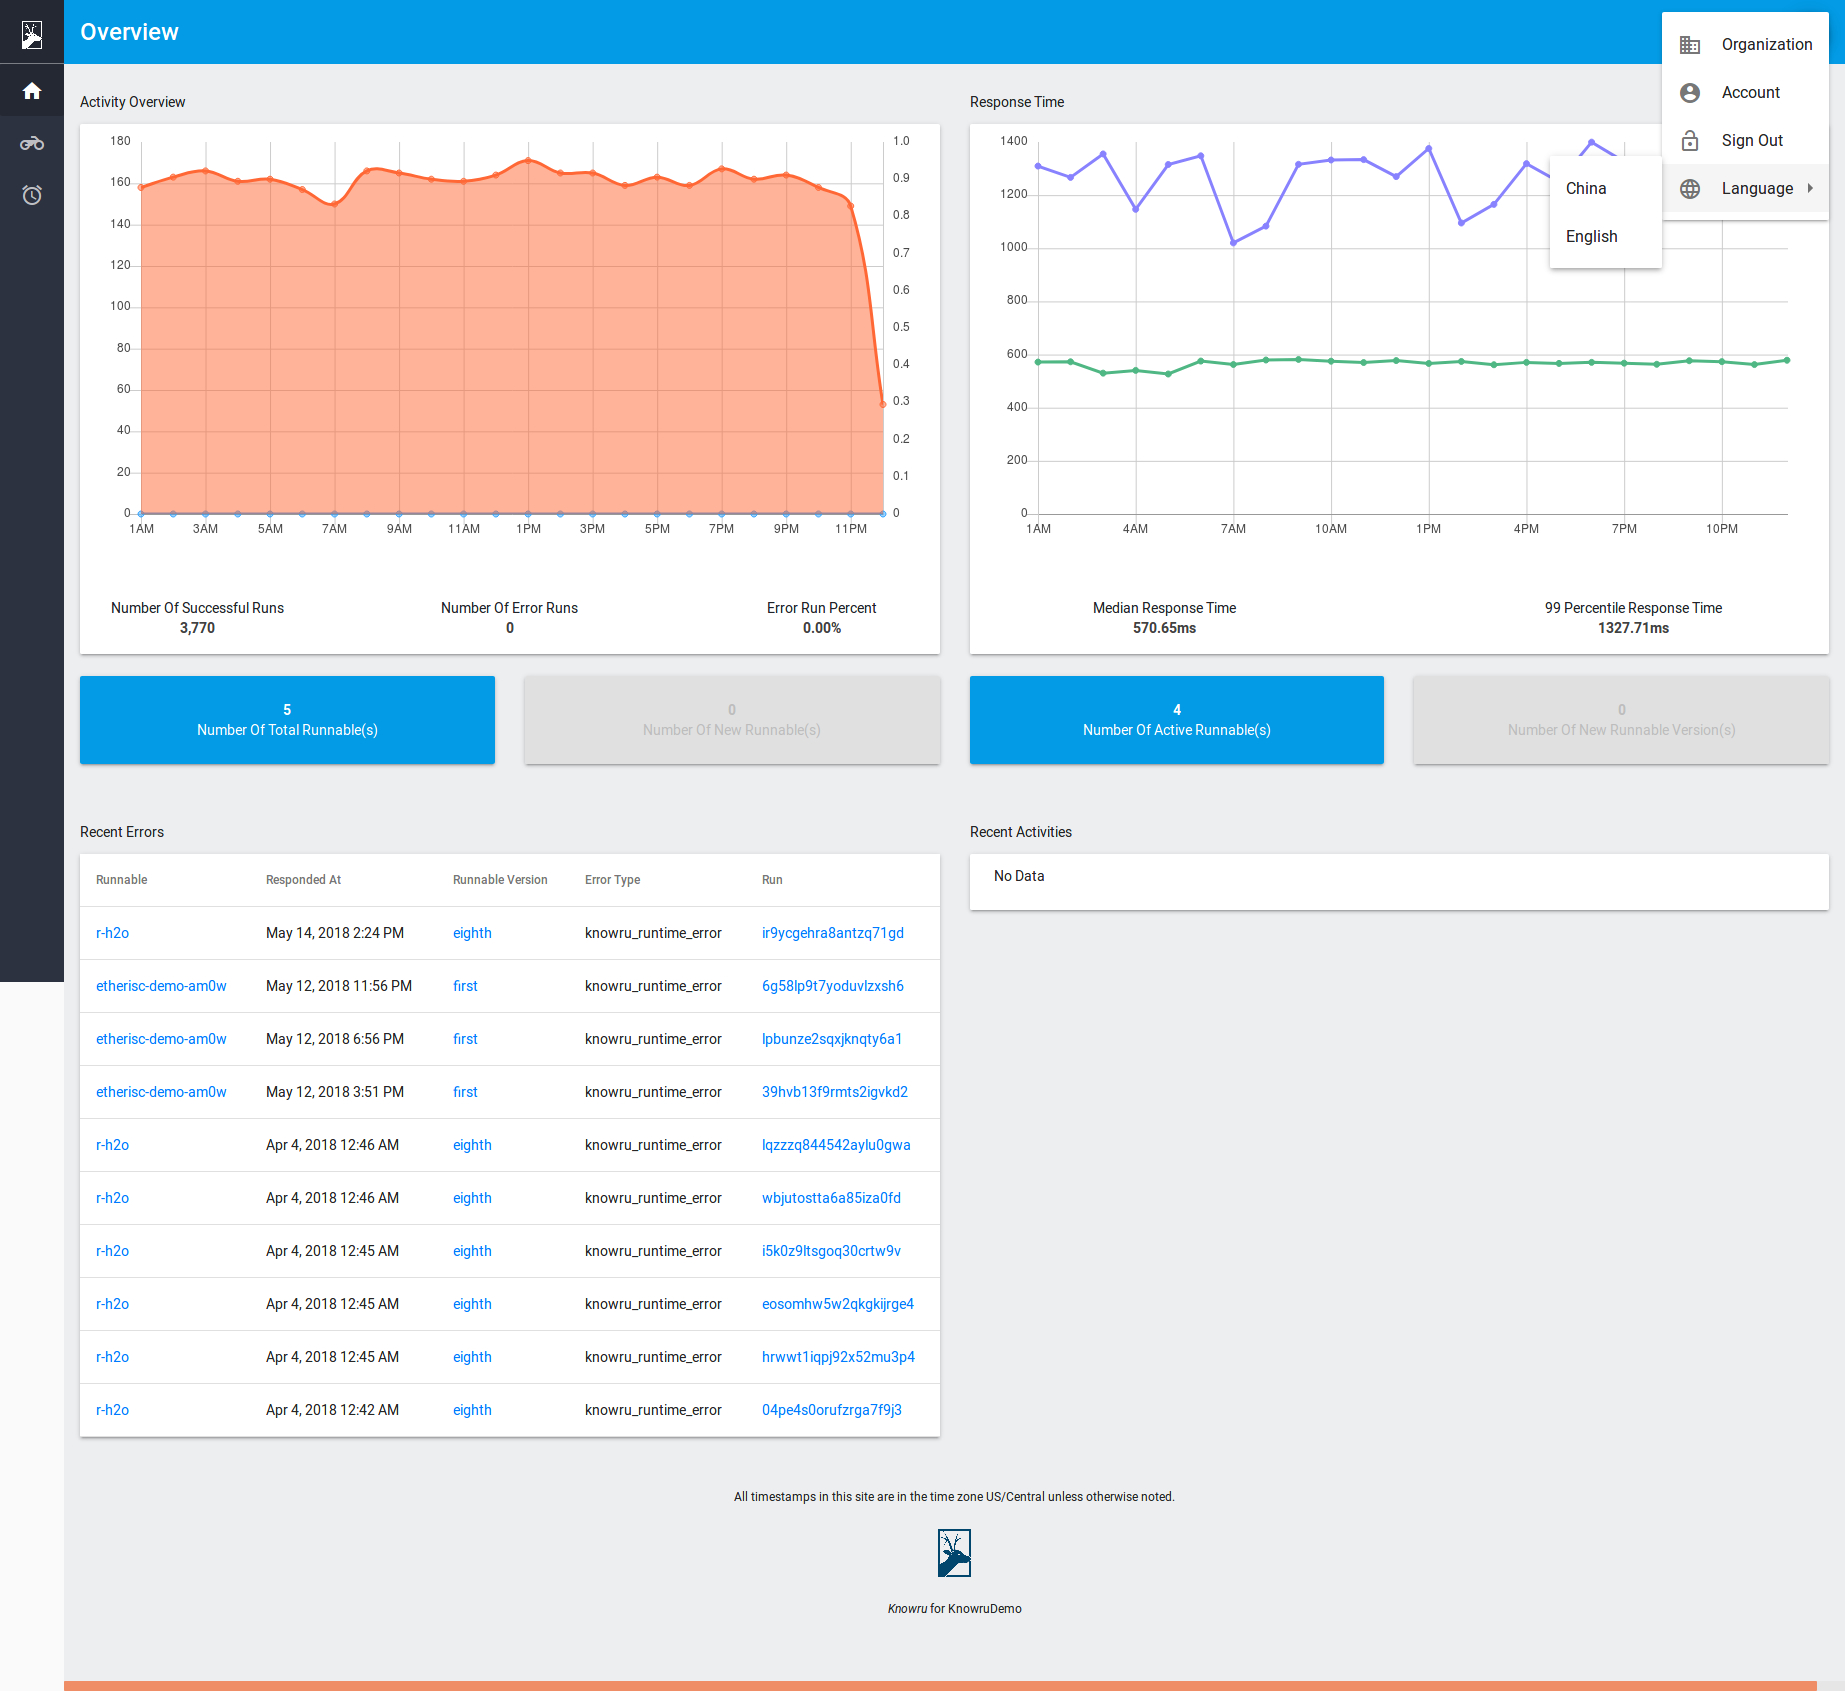 Overview
Organization
Account
Sign Out
Language
China
English
Activity Overview
180
160
140
120
100
80
60
40
20
0
1.0
0.9
0.8
0.7
0.6
0.5
0.4
0.3
0.2
0.1
0
1AM 3AM 5AM 7AM 9AM 11AM 1PM 3PM 5PM 7PM 9PM 11PM
Number Of Successful Runs
3,770
Number Of Error Runs
0
Error Run Percent
0.00%
Response Time
1400
1200
1000
800
600
400
200
0
1AM 4AM 7AM 10AM 1PM 4PM 7PM 10PM
Median Response Time
570.65ms
99 Percentile Response Time
1327.71ms
5
Number Of Total Runnable(s)
0
Number Of New Runnable(s)
4
Number Of Active Runnable(s)
0
Number Of New Runnable Version(s)
Recent Errors
Runnable Responded At Runnable Version Error Type Run
r-h2o May 14, 2018 2:24 PM eighth knowru_runtime_error ir9ycgehra8antzq71gd
etherisc-demo-am0w May 12, 2018 11:56 PM first knowru_runtime_error 6g58lp9t7yoduvlzxsh6
etherisc-demo-am0w May 12, 2018 6:56 PM first knowru_runtime_error lpbunze2sqxjknqty6a1
etherisc-demo-am0w May 12, 2018 3:51 PM first knowru_runtime_error 39hvb13f9rmts2igvkd2
r-h2o Apr 4, 2018 12:46 AM eighth knowru_runtime_error lqzzzq844542aylu0gwa
r-h2o Apr 4, 2018 12:46 AM eighth knowru_runtime_error wbjutostta6a85iza0fd
r-h2o Apr 4, 2018 12:45 AM eighth knowru_runtime_error i5k0z9ltsgoq30crtw9v
r-h2o Apr 4, 2018 12:45 AM eighth knowru_runtime_error eosomhw5w2qkgkijrge4
r-h2o Apr 4, 2018 12:45 AM eighth knowru_runtime_error hrwwt1iqpj92x52mu3p4
r-h2o Apr 4, 2018 12:42 AM eighth knowru_runtime_error 04pe4s0orufzrga7f9j3
Recent Activities
No Data
All timestamps in this site are in the time zone US/Central unless otherwise noted.
Knowru for KnowruDemo